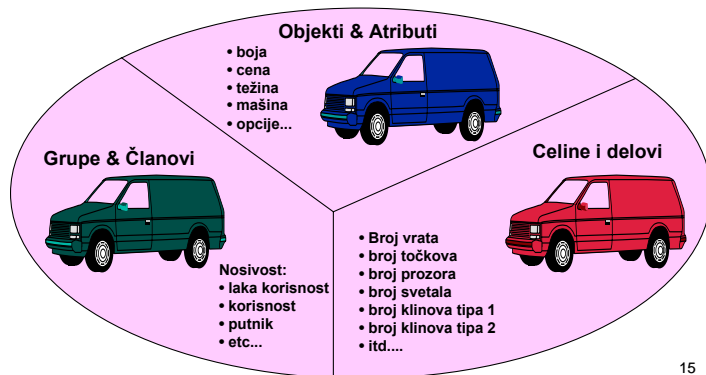 Objekti & Atributi
• boja
• cena
• težina
• mašina
• opcije...
Grupe & Članovi
Nosivost:
• laka korisnost
• korisnost
• putnik
• etc...
Celine i delovi
• Broj vrata
• broj točkova
• broj prozora
• broj svetala
• broj klinova tipa 1
• broj klinova tipa 2
• itd....
15